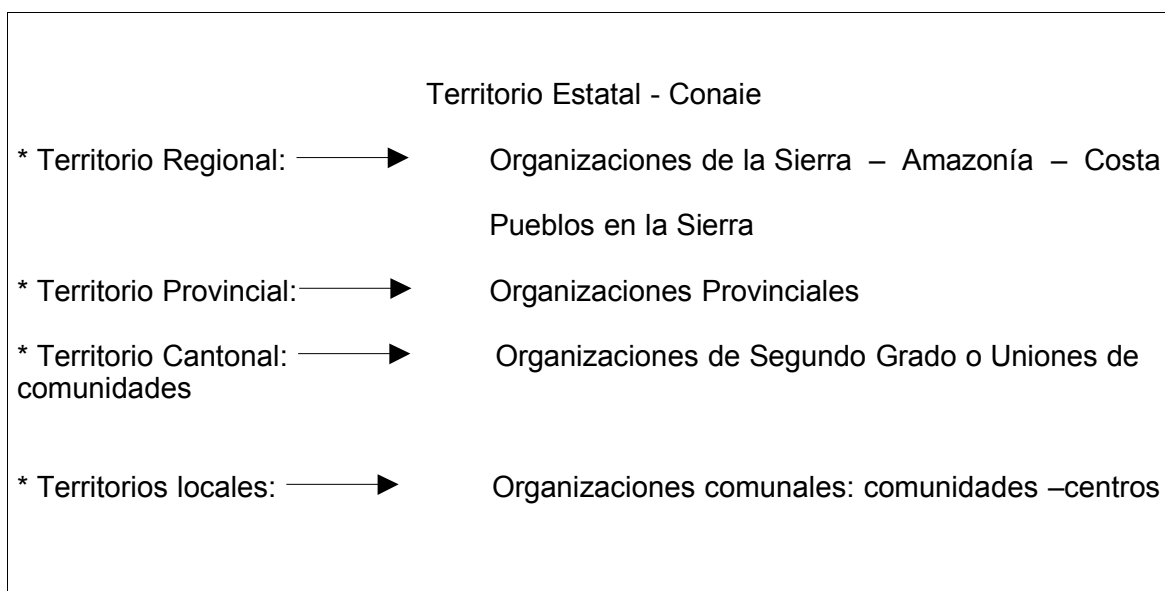 Territorio Estatal - Conaie
* Territorio Regional: Organizaciones de la Sierra – Amazonía – Costa
Pueblos en la Sierra
* Territorio Provincial: Organizaciones Provinciales
* Territorio Cantonal: Organizaciones de Segundo Grado o Uniones de
comunidades
* Territorios locales: Organizaciones comunales: comunidades –centros